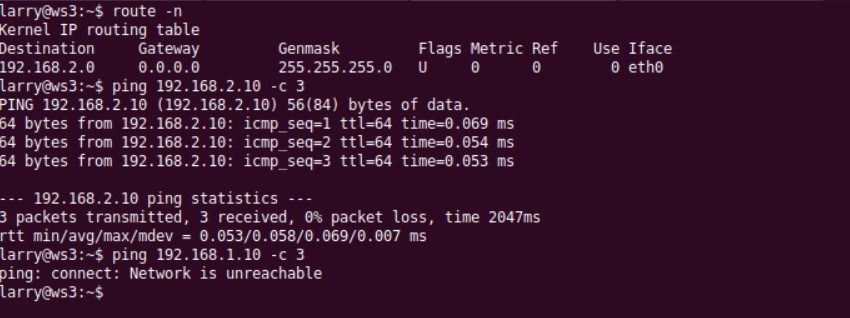 larry@ws3:~$ route -n
Kernel IP routing table
Destination     Gateway         Genmask         Flags Metric Ref    Use Iface
192.168.2.0     0.0.0.0         255.255.255.0   U     0      0        0 eth0
larry@ws3:~$ ping 192.168.2.10 -c 3
PING 192.168.2.10 (192.168.2.10) 56(84) bytes of data.
64 bytes from 192.168.2.10: icmp_seq=1 ttl=64 time=0.069 ms
64 bytes from 192.168.2.10: icmp_seq=2 ttl=64 time=0.054 ms
64 bytes from 192.168.2.10: icmp_seq=3 ttl=64 time=0.053 ms
--- 192.168.2.10 ping statistics ---
3 packets transmitted, 3 received, 0% packet loss, time 2047ms
rtt min/avg/max/mdev = 0.053/0.058/0.069/0.007 ms
larry@ws3:~$ ping 192.168.1.10 -c 3
ping: connect: Network is unreachable
larry@ws3:~$